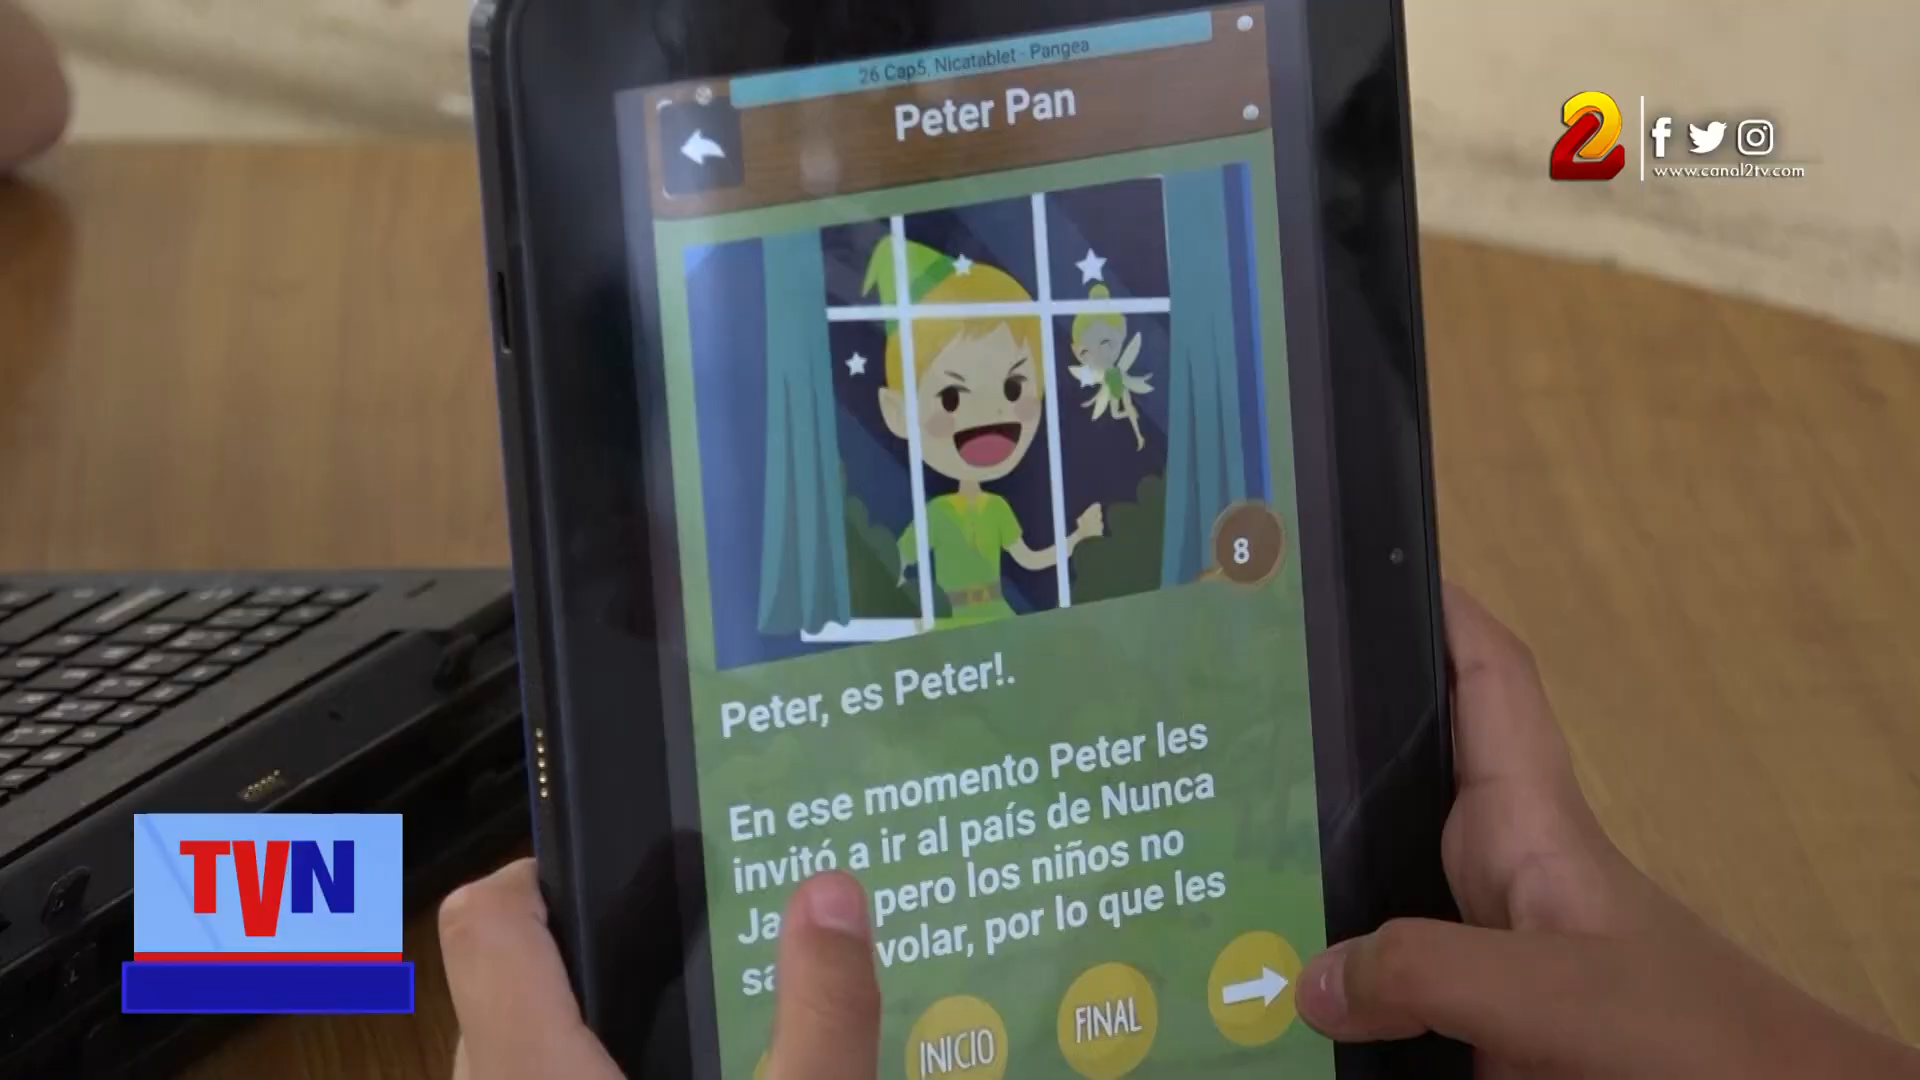 26 Cap5, Nicatablet - Pangea
Peter Pan
2
www.canal2tv.com
8
Peter, es Peter!.
En ese momento Peter les
invitó a ir al país de Nunca
pero los niños no
volar, por lo que les
INICIO
FINAL
TVN